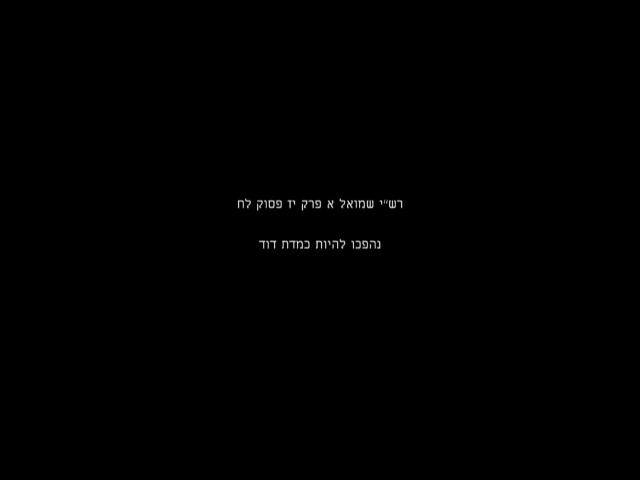 רש״י שמואל א פרק יז פסוק לח
נהפכו להיות כמדת דוד